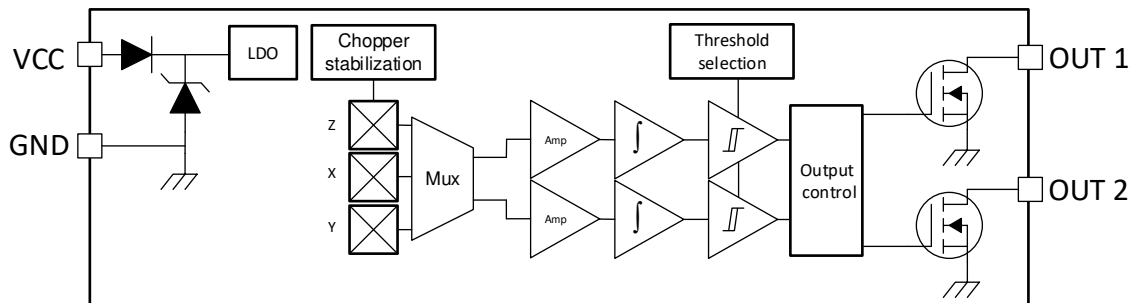 VCC
GND
LDO
Chopper
stabilization
Z
X
Y
Mux
Amp
∫
Amp
∫
Threshold
selection
Output
control
OUT 1
OUT 2